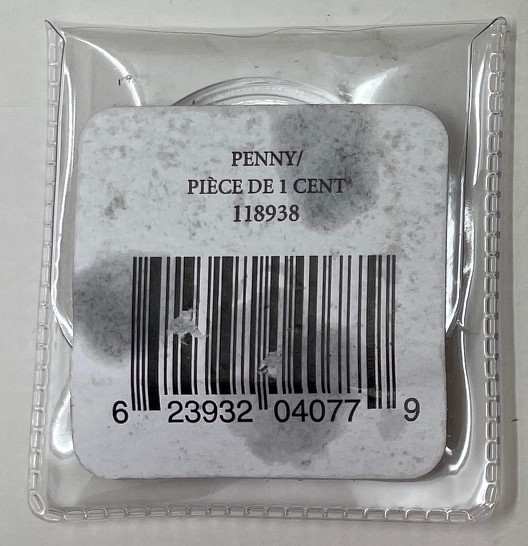 PENNY/
PIÈCE DE 1 CENT
118938
6 23932 04077 9